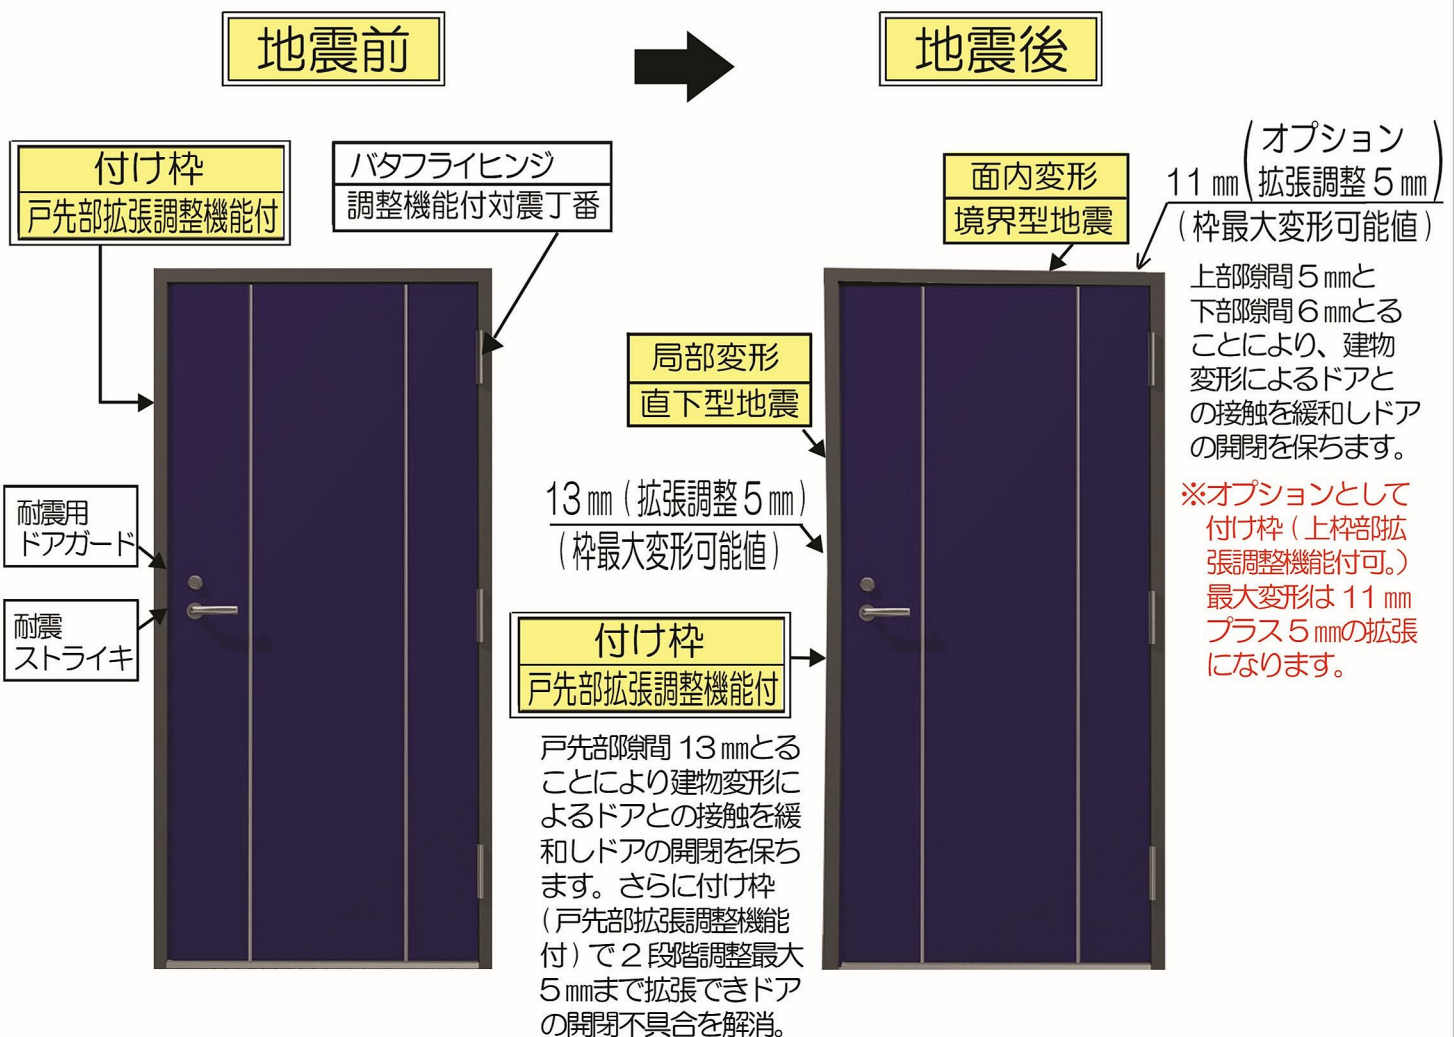 地震前
地震後
付け枠
戸先部拡張調整機能付
バタフライヒンジ
調整機能付対震丁番
耐震用
ドアガード
耐震
ストライキ
面内変形
境界型地震
11㎜(オプション
拡張調整5㎜)
(枠最大変形可能値)
上部隙間5㎜と
下部隙間6㎜とる
ことにより、建物
変形によるドアと
の接触を緩和しドア
の開閉を保ちます。
※オプションとして
付け枠(上枠部拡
張調整機能付可。)
最大変形は11㎜
プラス5㎜の拡張
になります。
局部変形
直下型地震
13㎜(拡張調整5㎜)
(枠最大変形可能値)
付け枠
戸先部拡張調整機能付
戸先部隙間13㎜とる
ことにより建物変形に
よるドアとの接触を緩
和しドアの開閉を保ち
ます。さらに付け枠
(戸先部拡張調整機能
付)で2段階調整最大
5㎜まで拡張できドア
の開閉不具合を解消。